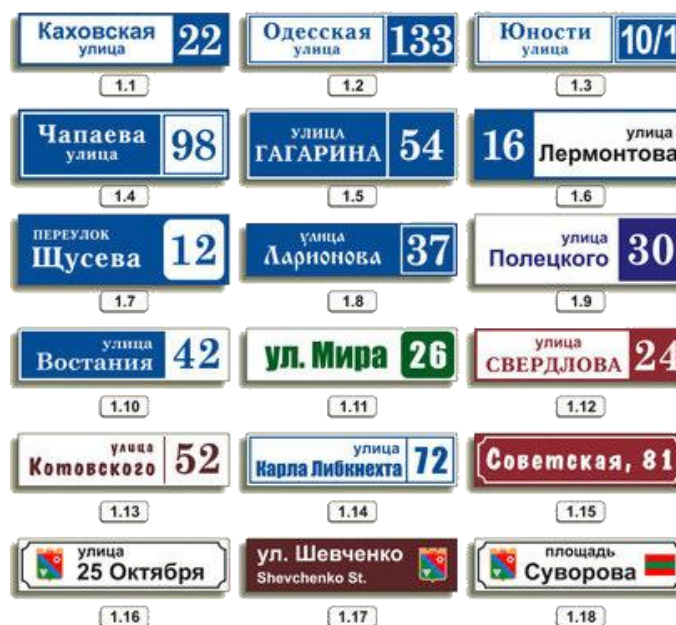 Каховская
улица
22
Одесская
улица
133
Юности
улица
10/1
1.1
1.2
1.3
Чапаева
улица
98
УЛИЦА
ГАГАРИНА
54
16
улица
Лермонтова
1.4
1.5
1.6
ПЕРЕУЛОК
Щусева
12
улица
Ларионова
37
улица
Полецкого
30
1.7
1.8
1.9
улица
Востания
42
ул. Мира
26
улица
СВЕРДЛОВА
24
1.10
1.11
1.12
улица
Котовского
52
улица
Карла Либкнехта
72
Советская, 81
1.13
1.14
1.15
улица
25 Октября
ул. Шевченко
Shevchenko St.
площадь
Суворова
1.16
1.17
1.18